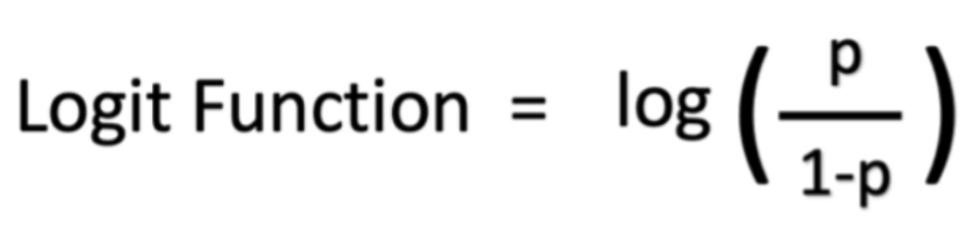 Logit Function = log ( p / 1-p )